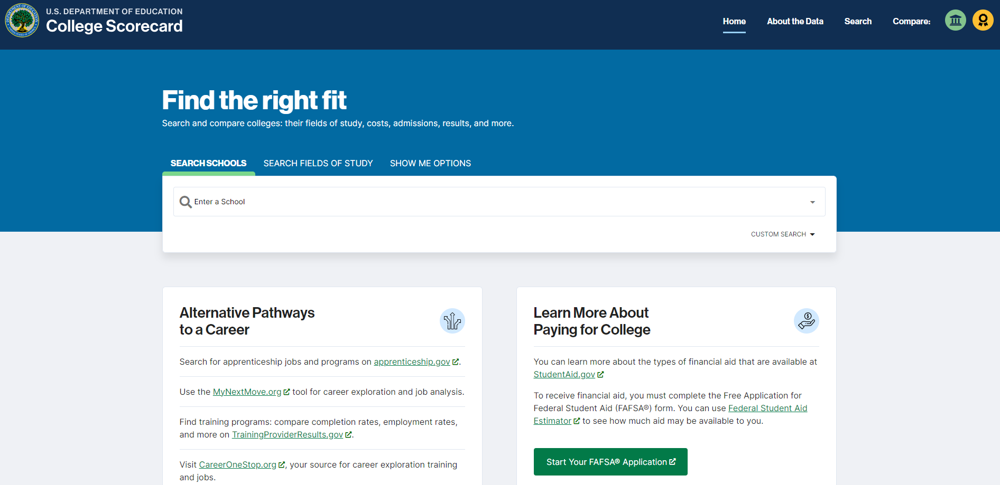 U.S. DEPARTMENT OF EDUCATION
College Scorecard
Home
About the Data
Search
Compare:
Find the right fit
Search and compare colleges: their fields of study, costs, admissions, results, and more.
SEARCH SCHOOLS
SEARCH FIELDS OF STUDY
SHOW ME OPTIONS
Enter a School
CUSTOM SEARCH
Alternative Pathways
to a Career
Search for apprenticeship jobs and programs on apprenticeship.gov.
Use the MyNextMove.org tool for career exploration and job analysis.
Find training programs: compare completion rates, employment rates,
and more on TrainingProviderResults.gov.
Visit CareerOneStop.org, your source for career exploration training
and jobs.
Learn More About
Paying for College
You can learn more about the types of financial aid that are available at
StudentAid.gov
To receive financial aid, you must complete the Free Application for
Federal Student Aid (FAFSA®) form. You can use Federal Student Aid
Estimator to see how much aid may be available to you.
Start Your FAFSA® Application